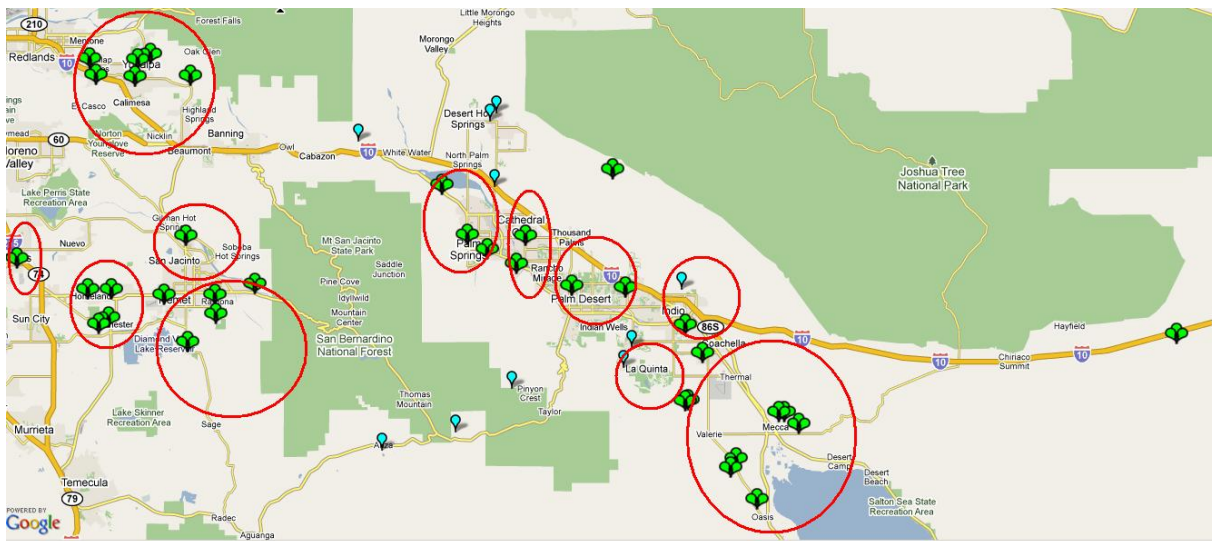 Forest Falls
Little Morongo
Heights
210
Mentone
Redlands
10
Oak Glen
Morongo
Valley
Calimesa
El Casco
Highland
Springs
Desert Hot
Springs
Norton
Younglove
Reserve
Nicklin
Banning
60
Moreno
Valley
Beaumont
Owl
Cabazon
10
White Water
North Palm
Springs
Joshua Tree
National Park
Lake Perris State
Recreation Area
Gilman Hot
Springs
Cathedral
Thousand
Palms
Nuevo
Soboba
Hot Springs
San Jacinto
Mt San Jacinto
State Park
Saddle
Junction
Palm
Springs
Rancho
Mirage
74
Pine Cove
Idyllwild
Mountain
Center
10
Palm Desert
Indio
86S
Homeland
Hemet
Sun City
Indian Wells
Coachella
Hayfield
10
10
Chiriaco
Summit
Diamond Valley
Lake Reservoir
San Bernardino
National Forest
La Quinta
Thermal
Pinyon
Crest
Thomas
Mountain
Taylor
Lake Skinner
Recreation Area
Sage
Murrieta
Anza
Valerie
Mecca
Desert
Camp
Desert
Beach
Temecula
79
Salton Sea State
Recreation Area
POWERED BY
Google
Radec
Aguanga
Oasis